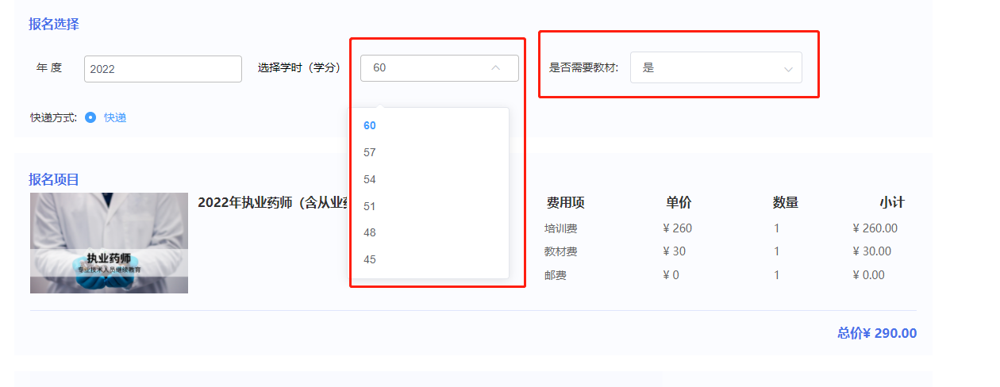 报名选择
年 度 2022 选择学时（学分） 60 是否需要教材: 是
快递方式: 快递
60
57
54
51
48
45
报名项目
执业药师
专业技术人员继续教育
2022年执业药师（含从业
费用项 单价 数量 小计
培训费 ¥ 260 1 ¥ 260.00
教材费 ¥ 30 1 ¥ 30.00
邮费 ¥ 0 1 ¥ 0.00
总价¥ 290.00